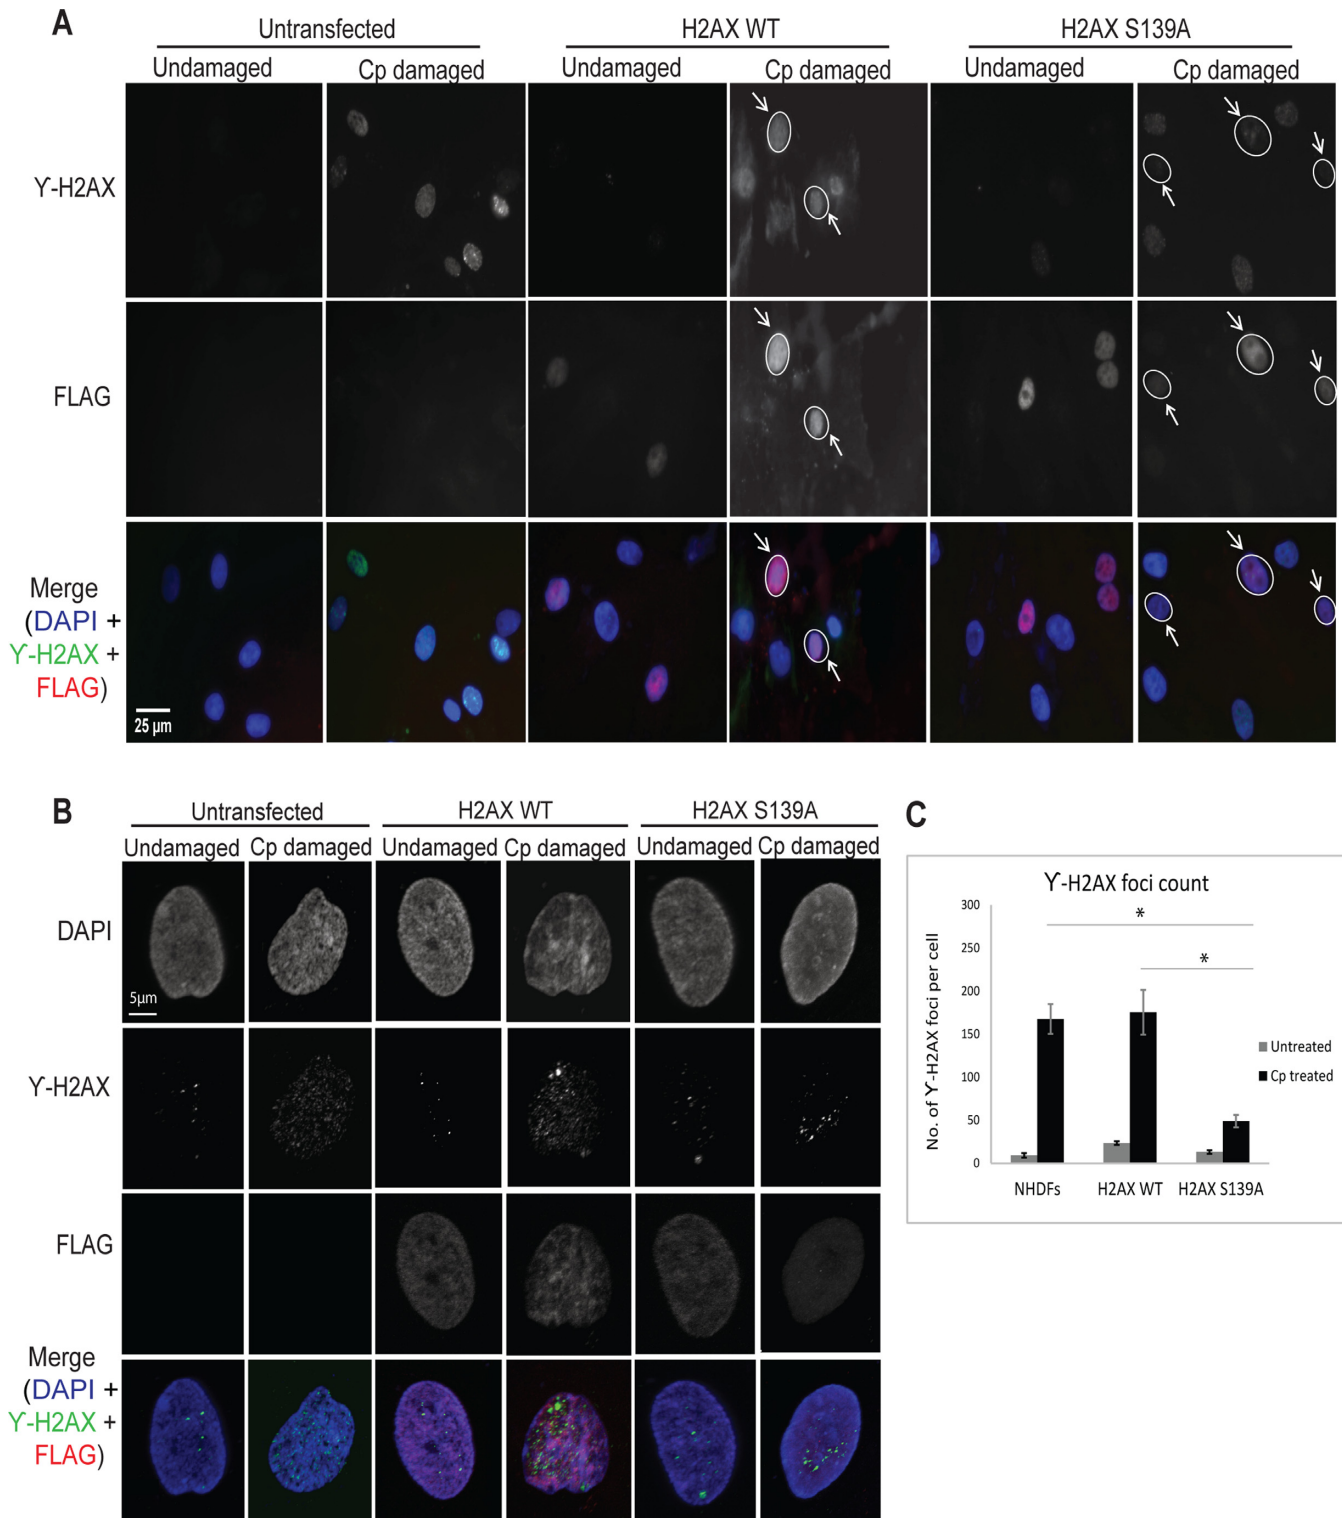 A
Untransfected
H2AX WT
H2AX S139A
Undamaged
Cp damaged
Undamaged
Cp damaged
Undamaged
Cp damaged
ϒ-H2AX
FLAG
Merge
(DAPI +
ϒ-H2AX +
FLAG)
25 µm
B
Untransfected
H2AX WT
H2AX S139A
Undamaged
Cp damaged
Undamaged
Cp damaged
Undamaged
Cp damaged
DAPI
5µm
ϒ-H2AX
FLAG
Merge
(DAPI +
ϒ-H2AX +
FLAG)
C
ϒ-H2AX foci count
No. of ϒ-H2AX foci per cell
300
250
200
150
100
50
0
*
*
NHDFs
H2AX WT
H2AX S139A
Untreated
Cp treated